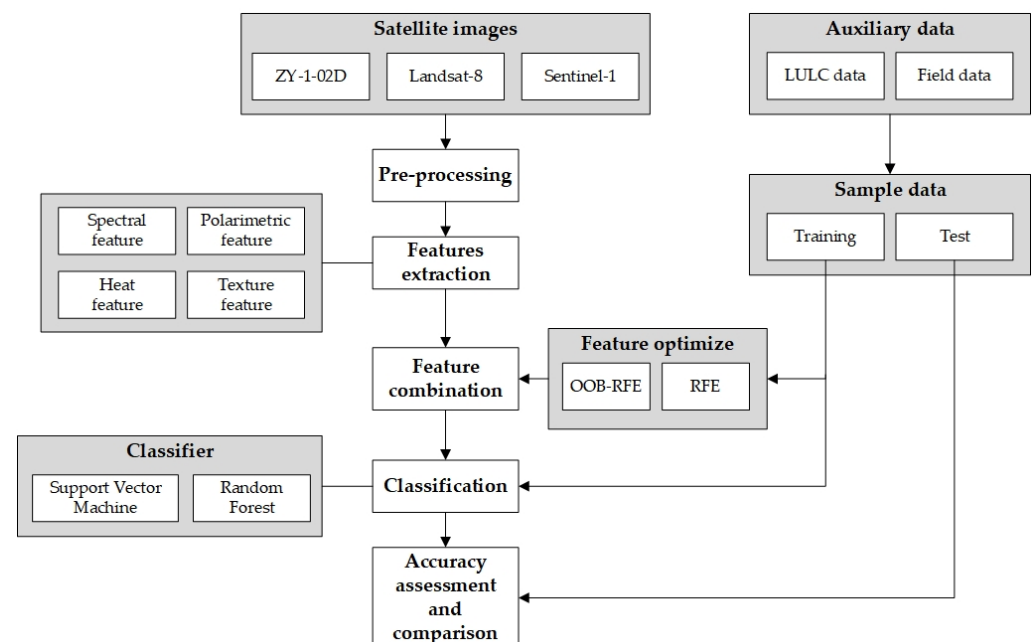 Satellite images
ZY-1-02D
Landsat-8
Sentinel-1
Auxiliary data
LULC data
Field data
Pre-processing
Sample data
Training
Test
Spectral
feature
Polarimetric
feature
Heat
feature
Texture
feature
Features
extraction
Feature optimize
OOB-RFE
RFE
Feature
combination
Classifier
Support Vector
Machine
Random
Forest
Classification
Accuracy
assessment
and
comparison